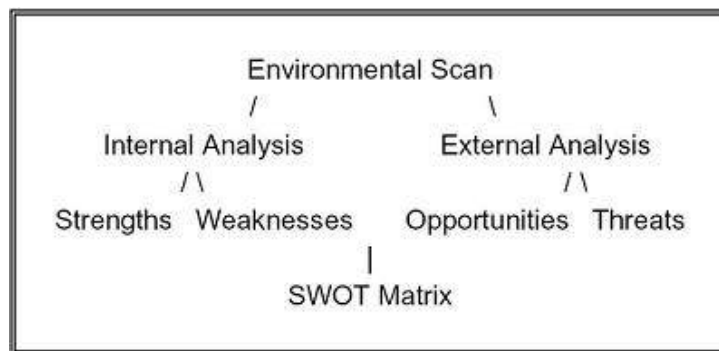 Environmental Scan
/ \
Internal Analysis External Analysis
/ \ / \
Strengths Weaknesses Opportunities Threats
|
SWOT Matrix